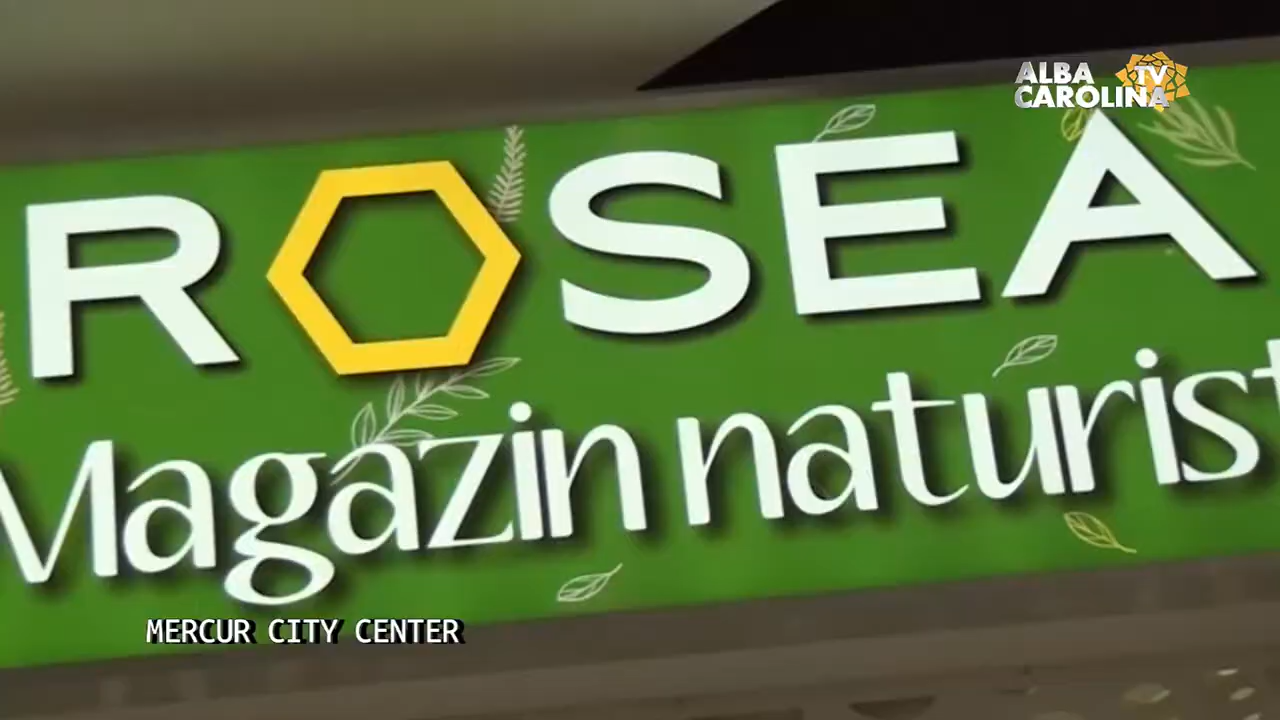 ALBA
CAROLINA
TV
ROSEA
Magazin naturist
MERCUR CITY CENTER